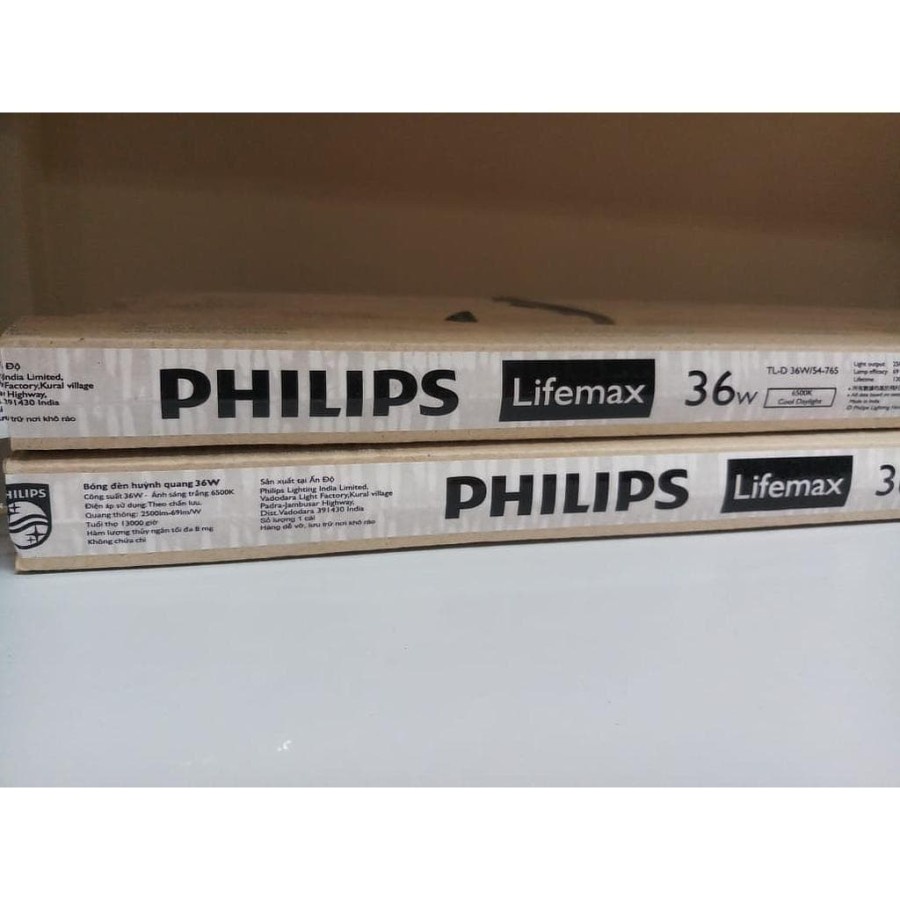 Độ
India Limited,
Factory,Kural village
Highway,
391430 India
trữ nơi khô ráo
PHILIPS
Lifemax
36W
TL-D 36W/54-765
6500K
Cool Daylight
Light output:
Lamp efficacy
Lifetime
Made in India
PHILIPS
Bóng đèn huỳnh quang 36W
Công suất 36W - Ánh sáng trắng 6500K
Điện áp sử dụng: Theo chấn lưu.
Quang thông: 2500lm-69lm/W
Tuổi thọ 13000 giờ
Hàm lượng thủy ngân tối đa 8 mg
Không chứa chì
Sản xuất tại Ấn Độ
Philips Lighting India Limited,
Vadodara Light Factory,Kural village
Padra-Jambusar Highway,
Dist.Vadodara 391430 India
Số lượng 1 cái
Hàng dễ vỡ, lưu trữ nơi khô ráo
PHILIPS
Lifemax